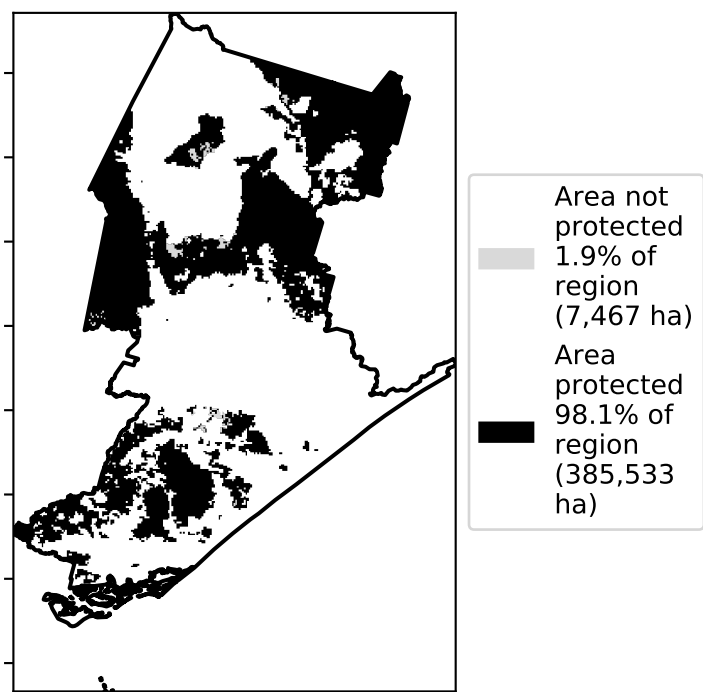 Area not
protected
1.9% of
region
(7,467 ha)
Area
protected
98.1% of
region
(385,533
ha)